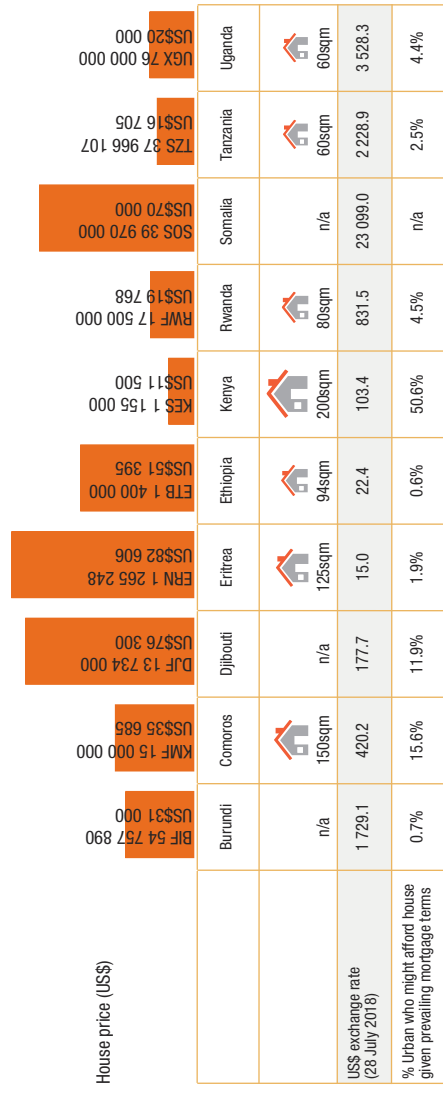 House price (US$)
BIF 54 757 890
US$31 000
KMF 15 000 000
US$35 685
DJF 13 734 000
US$76 300
ERN 1 265 248
US$82 606
ETB 1 400 000
US$51 395
KES 1 155 000
US$11 500
RWF 17 500 000
US$19 768
SOS 39 970 000
US$70 000
TZS 37 966 107
US$16 705
UGX 76 000 000
US$20 000
Burundi Comoros Djibouti Eritrea Ethiopia Kenya Rwanda Somalia Tanzania Uganda
n/a 150sqm n/a 125sqm 94sqm 200sqm 80sqm n/a 60sqm 60sqm
US$ exchange rate
(28 July 2018) 1 729.1 420.2 177.7 15.0 22.4 103.4 831.5 23 099.0 2 228.9 3 528.3
% Urban who might afford house
given prevailing mortgage terms 0.7% 15.6% 11.9% 1.9% 0.6% 50.6% 4.5% n/a 2.5% 4.4%